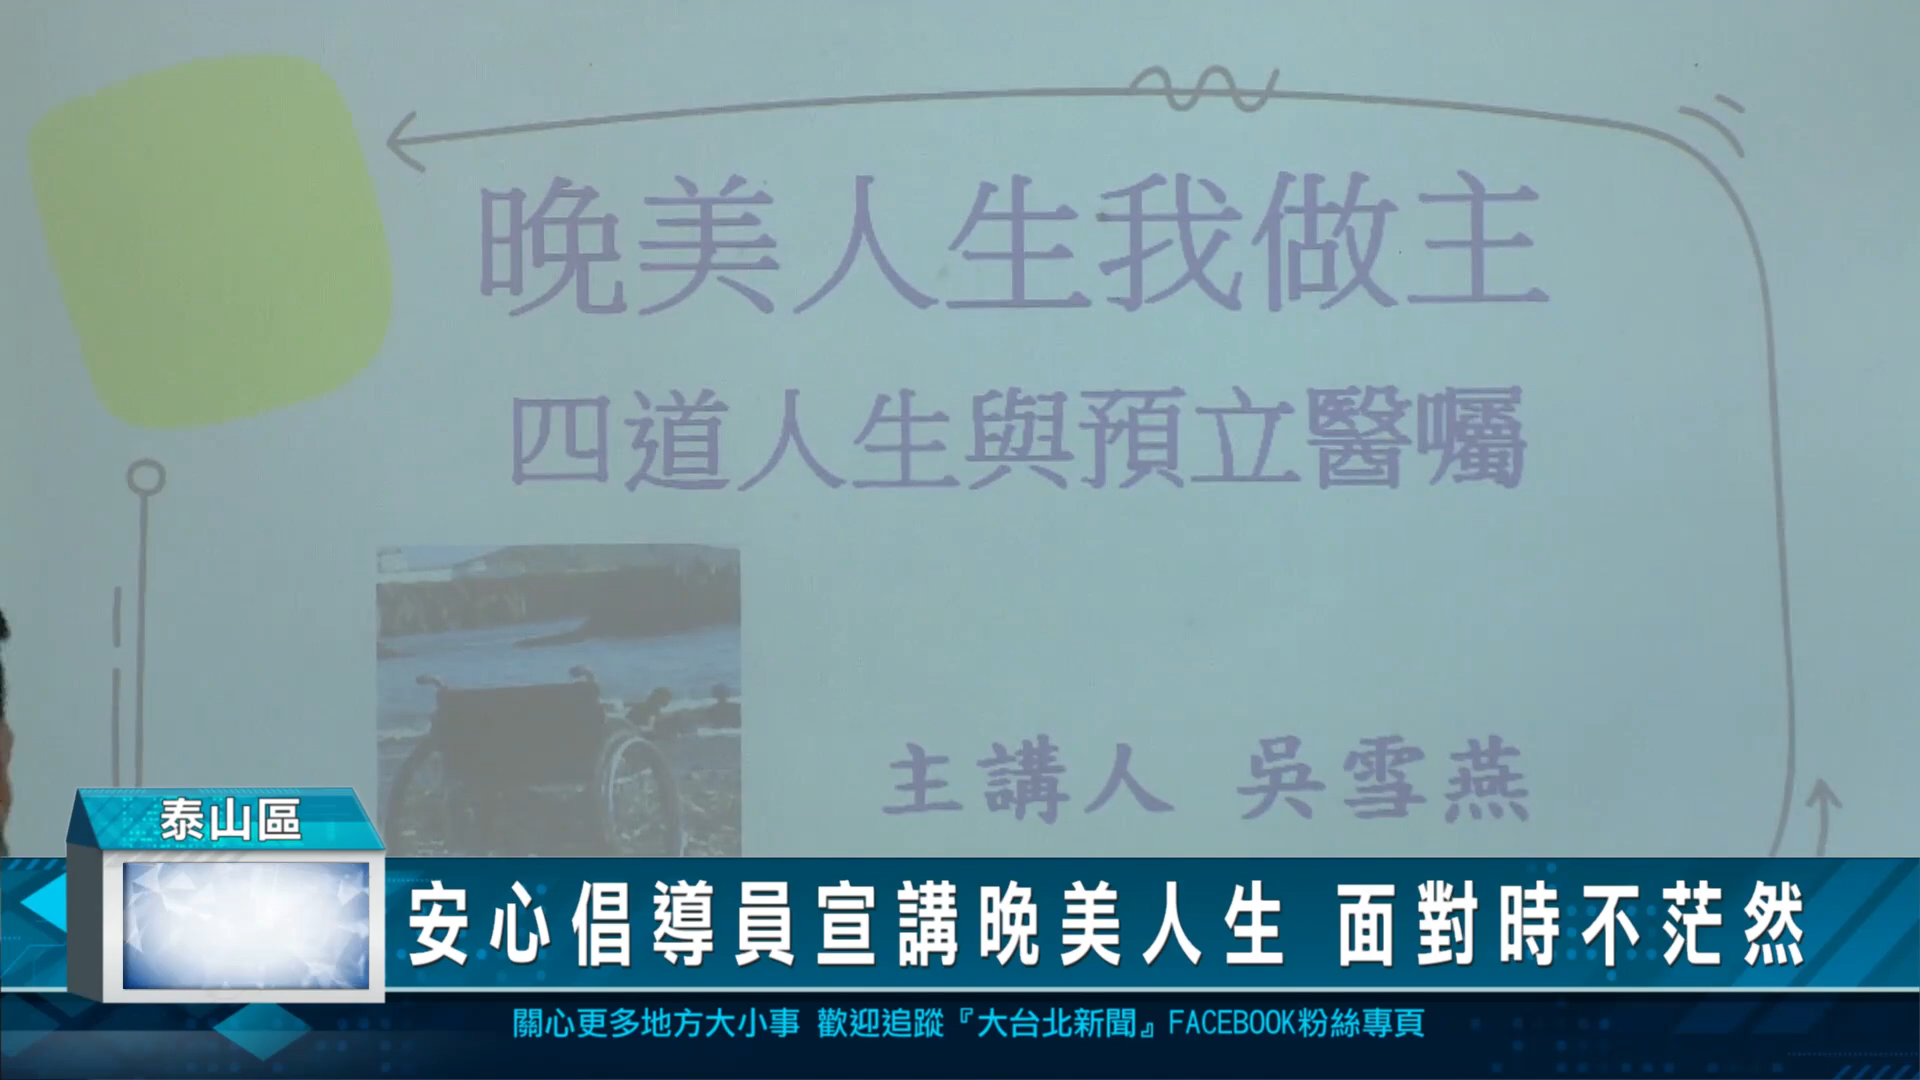 晚美人生我做主
四道人生與預立醫囑
主講人 吳雪燕
泰山區
安心倡導員宣講晚美人生 面對時不茫然
關心更多地方大小事 歡迎追蹤『大台北新聞』FACEBOOK粉絲專頁